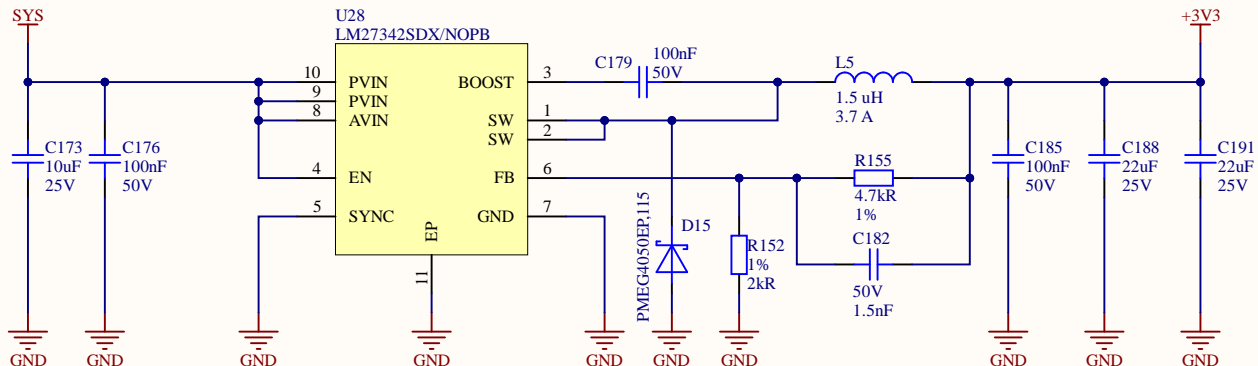 SYS
+3V3
U28
LM27342SDX/NOPB
10
PVIN
9
PVIN
8
AVIN
4
EN
5
SYNC
EP
11
BOOST
3
SW
1
SW
2
FB
6
GND
7
C173
10uF
25V
C176
100nF
50V
C179
100nF
50V
L5
1.5 uH
3.7 A
R155
4.7kR
1%
C182
50V
1.5nF
D15
PMEG4050EP,115
R152
1%
2kR
C185
100nF
50V
C188
22uF
25V
C191
22uF
25V
GND
GND
GND
GND
GND
GND
GND
GND
GND
GND